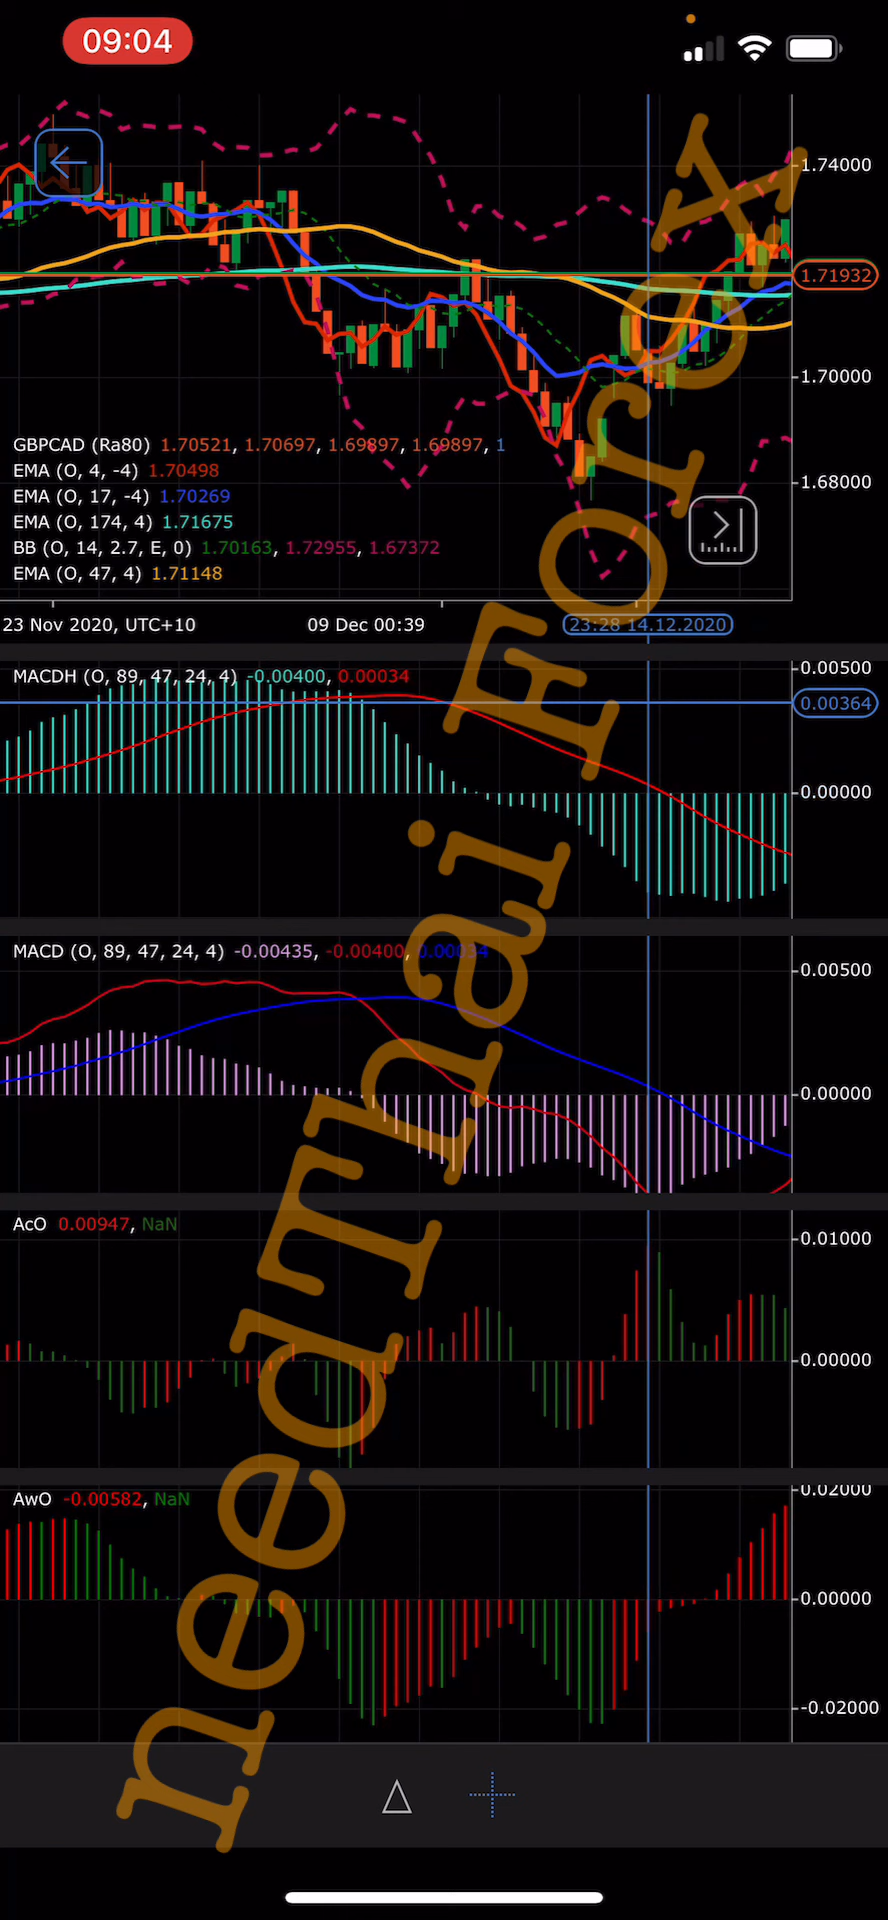 09:04
1.74000
1.71932
1.70000
GBPCAD (Ra80) 1.70521, 1.70697, 1.69897, 1.69897, 1
EMA (O, 4, -4) 1.70498
1.68000
EMA (O, 17, -4) 1.70269
EMA (O, 174, 4) 1.71675
BB (O, 14, 2.7, E, 0) 1.70163, 1.72955, 1.67372
EMA (O, 47, 4) 1.71148
23 Nov 2020, UTC+10 09 Dec 00:39 23:28 14.12.2020
MACDH (O, 89, 47, 24, 4) -0.00400, 0.00034
0.00500
0.00364
0.00000
MACD (O, 89, 47, 24, 4) -0.00435, -0.00400, 0.00034
0.00500
0.00000
AcO 0.00947, NaN
0.01000
0.00000
AwO -0.00582, NaN
0.02000
0.00000
-0.02000
needThai Forexy